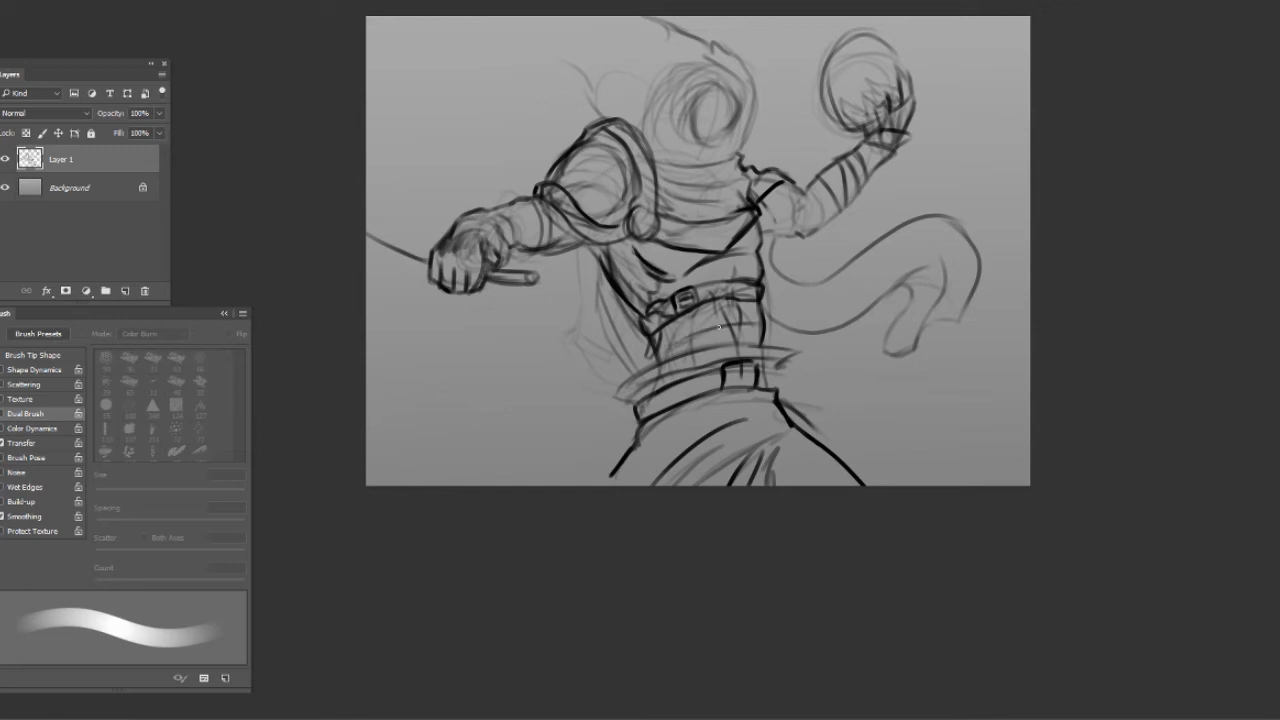 Layers
Kind
Normal
Opacity: 100%
Fill: 100%
Layer 1
Background
Brush Presets
Mode: Color Burn
Flip
Brush Tip Shape
Shape Dynamics
Scattering
Texture
Dual Brush
Color Dynamics
Transfer
Brush Pose
Noise
Wet Edges
Build-up
Smoothing
Protect Texture
Size
Spacing
Scatter
Both Axes
Count